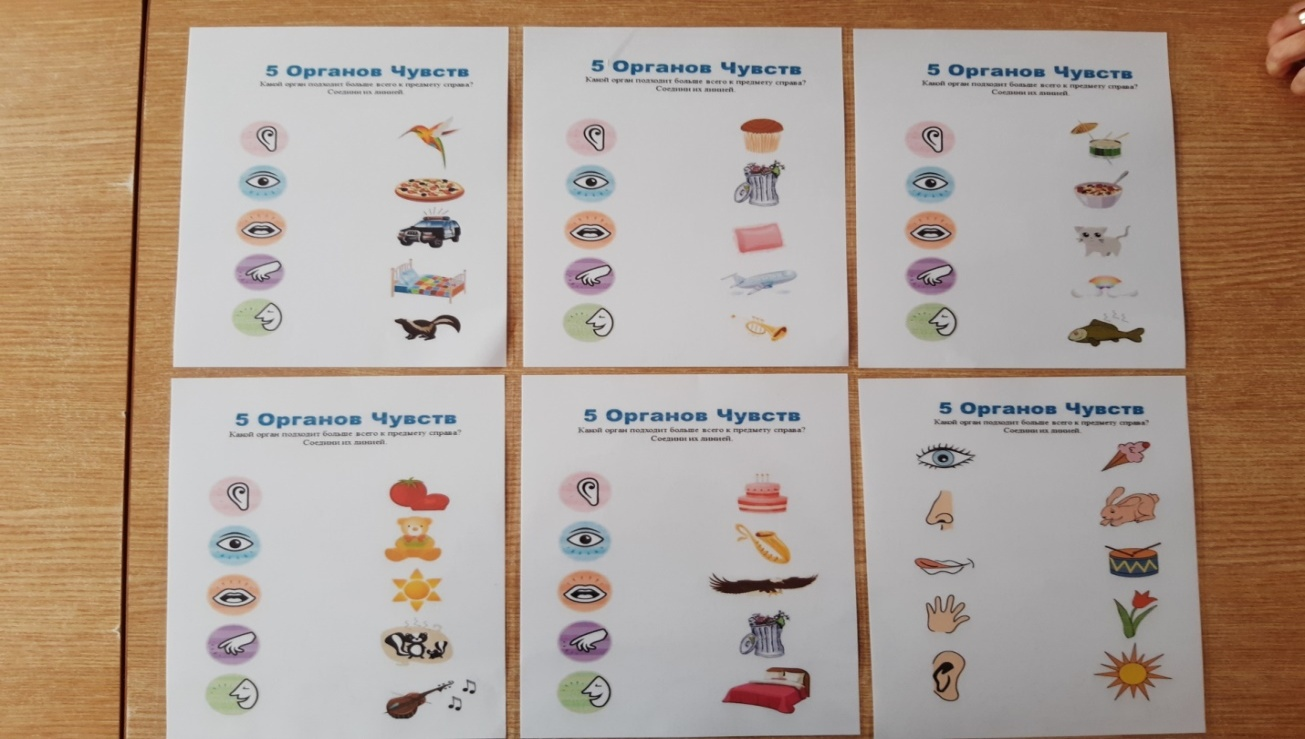 5 Органов Чувств
Какой орган подходит больше всего к предмету справа?
Соедини их линией.
5 Органов Чувств
Какой орган подходит больше всего к предмету справа?
Соедини их линией.
5 Органов Чувств
Какой орган подходит больше всего к предмету справа?
Соедини их линией.
5 Органов Чувств
Какой орган подходит больше всего к предмету справа?
Соедини их линией.
5 Органов Чувств
Какой орган подходит больше всего к предмету справа?
Соедини их линией.
5 Органов Чувств
Какой орган подходит больше всего к предмету справа?
Соедини их линией.